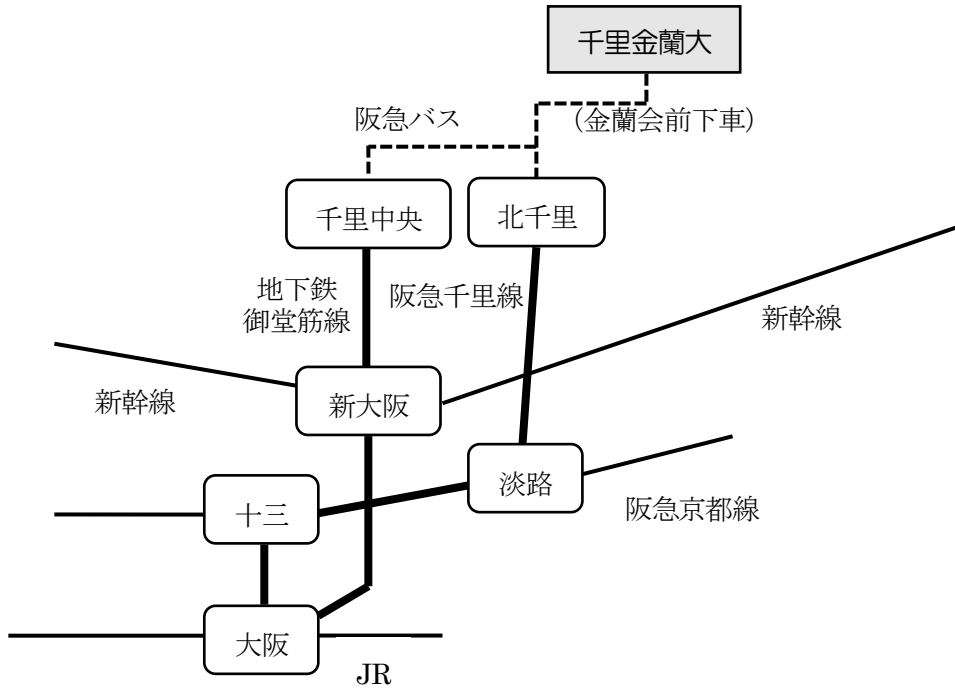 千里金蘭大
阪急バス
(金蘭会前下車)
千里中央
北千里
地下鉄
御堂筋線
阪急千里線
新幹線
新幹線
新大阪
淡路
十三
阪急京都線
大阪
JR